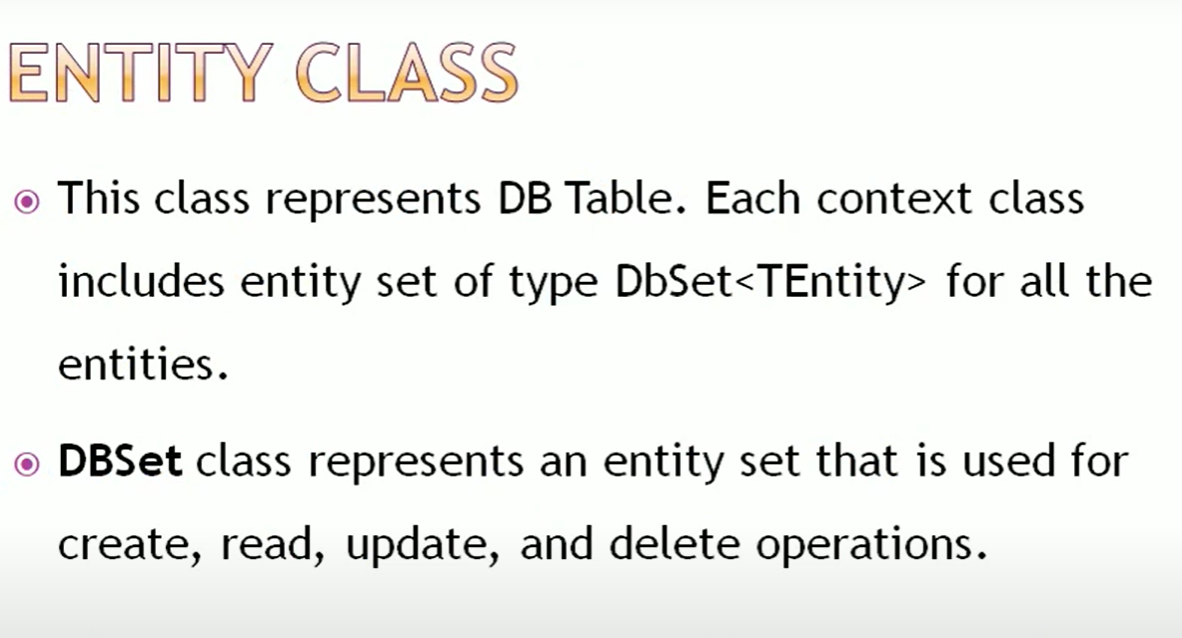 ENTITY CLASS
This class represents DB Table. Each context class
includes entity set of type DbSet<TEntity> for all the
entities.
DBSet class represents an entity set that is used for
create, read, update, and delete operations.